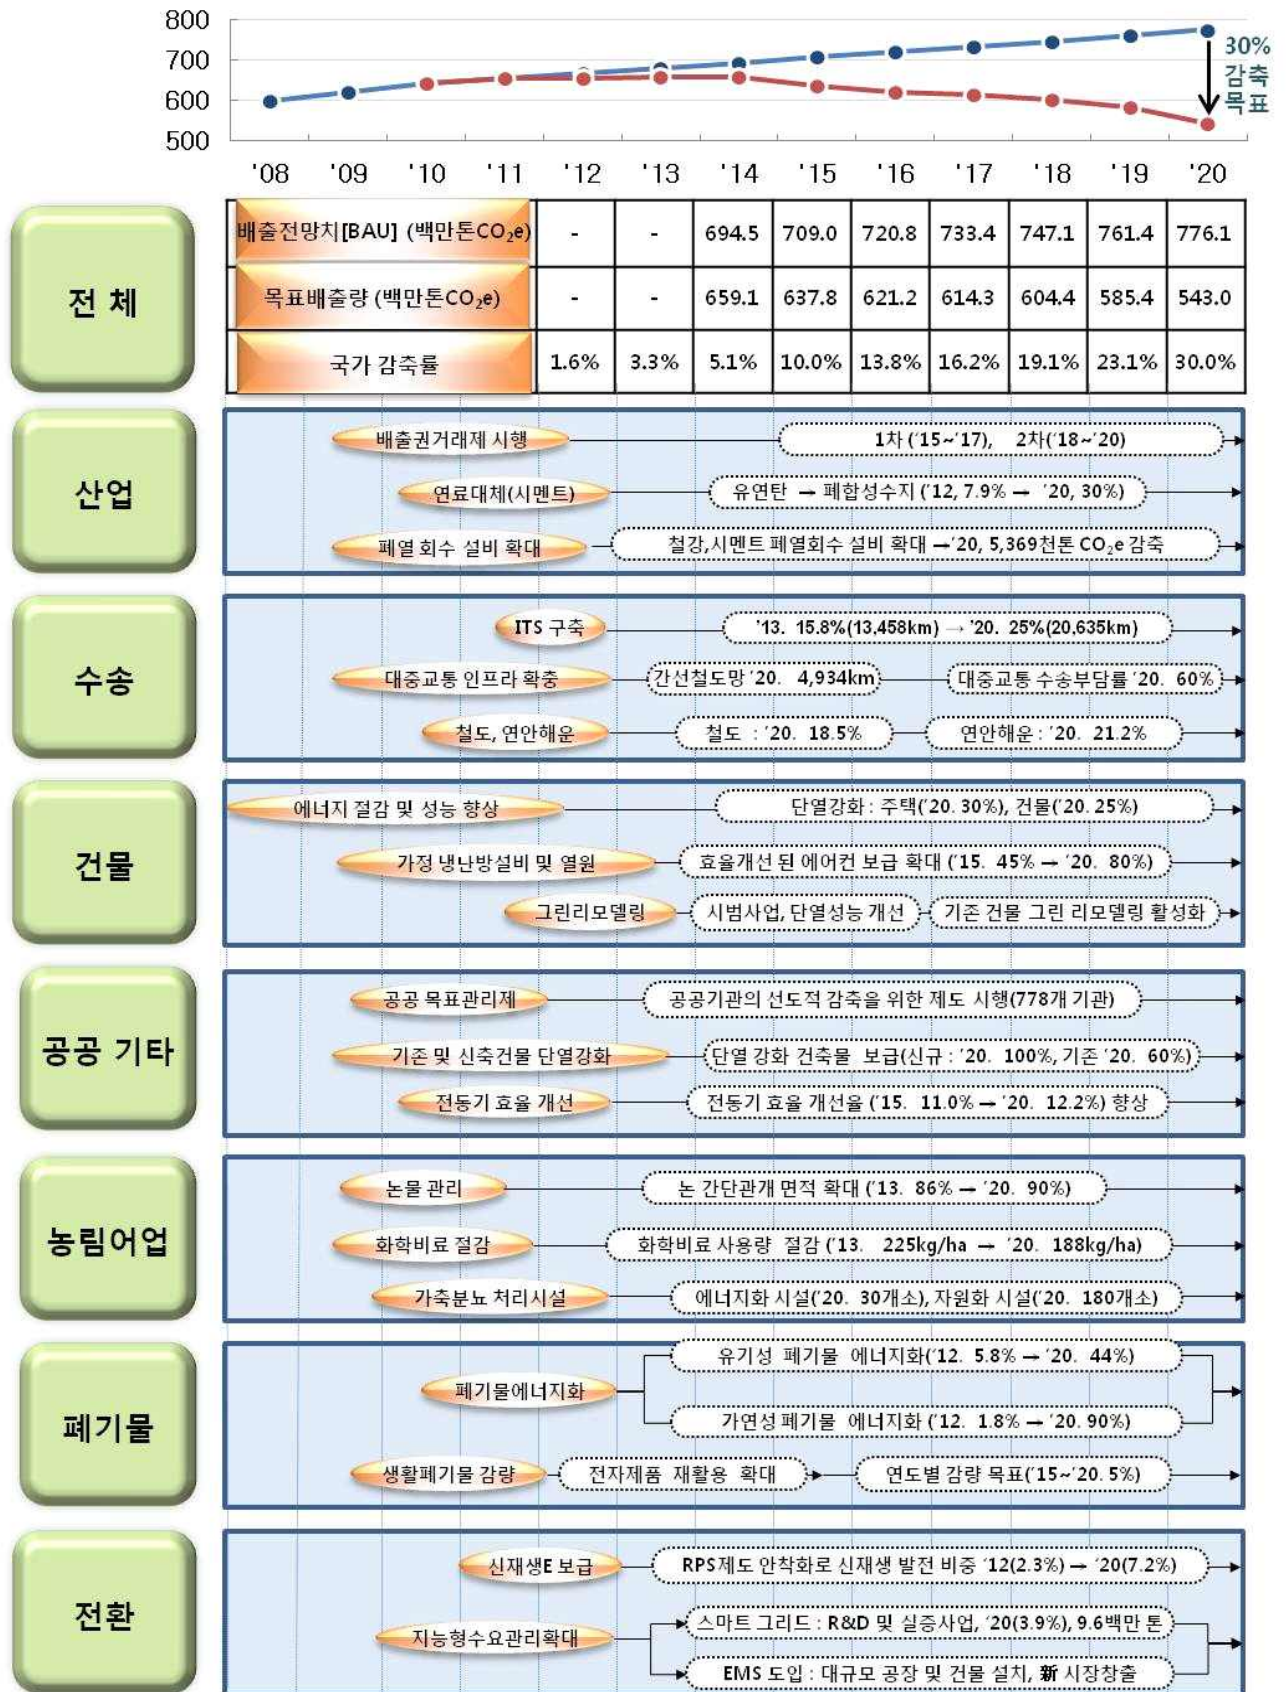 800
700
600
500
30%
감축
목표
'08 '09 '10 '11 '12 '13 '14 '15 '16 '17 '18 '19 '20
전 체
배출전망치[BAU] (백만톤CO₂e) - - 694.5 709.0 720.8 733.4 747.1 761.4 776.1
목표배출량 (백만톤CO₂e) - - 659.1 637.8 621.2 614.3 604.4 585.4 543.0
국가 감축률 1.6% 3.3% 5.1% 10.0% 13.8% 16.2% 19.1% 23.1% 30.0%
산업
배출권거래제 시행 1차 ('15~'17), 2차('18~'20)
연료대체(시멘트) 유연탄 → 폐합성수지 ('12, 7.9% → '20, 30%)
폐열 회수 설비 확대 철강,시멘트 폐열회수 설비 확대 →'20, 5,369천톤 CO₂e 감축
수송
ITS 구축 '13. 15.8%(13,458km) → '20. 25%(20,635km)
대중교통 인프라 확충 간선철도망 '20. 4,934km 대중교통 수송부담률 '20. 60%
철도, 연안해운 철도 : '20. 18.5% 연안해운 : '20. 21.2%
건물
에너지 절감 및 성능 향상 단열강화 : 주택('20. 30%), 건물('20. 25%)
가정 냉난방설비 및 열원 효율개선 된 에어컨 보급 확대 ('15. 45% → '20. 80%)
그린리모델링 시범사업, 단열성능 개선 기존 건물 그린 리모델링 활성화
공공 기타
공공 목표관리제 공공기관의 선도적 감축을 위한 제도 시행(778개 기관)
기존 및 신축건물 단열강화 단열 강화 건축물 보급(신규 : '20. 100%, 기존 '20. 60%)
전동기 효율 개선 전동기 효율 개선율 ('15. 11.0% → '20. 12.2%) 향상
농림어업
논물 관리 논 간단관개 면적 확대 ('13. 86% → '20. 90%)
화학비료 절감 화학비료 사용량 절감 ('13. 225kg/ha → '20. 188kg/ha)
가축분뇨 처리시설 에너지화 시설('20. 30개소), 자원화 시설('20. 180개소)
폐기물
유기성 폐기물 에너지화('12. 5.8% → '20. 44%)
폐기물에너지화
가연성 폐기물 에너지화 ('12. 1.8% → '20. 90%)
생활폐기물 감량 전자제품 재활용 확대 연도별 감량 목표('15~'20. 5%)
전환
신재생E 보급 RPS제도 안착화로 신재생 발전 비중 '12(2.3%) → '20(7.2%)
스마트 그리드 : R&D 및 실증사업, '20(3.9%), 9.6백만 톤
지능형수요관리확대
EMS 도입 : 대규모 공장 및 건물 설치, 新 시장창출